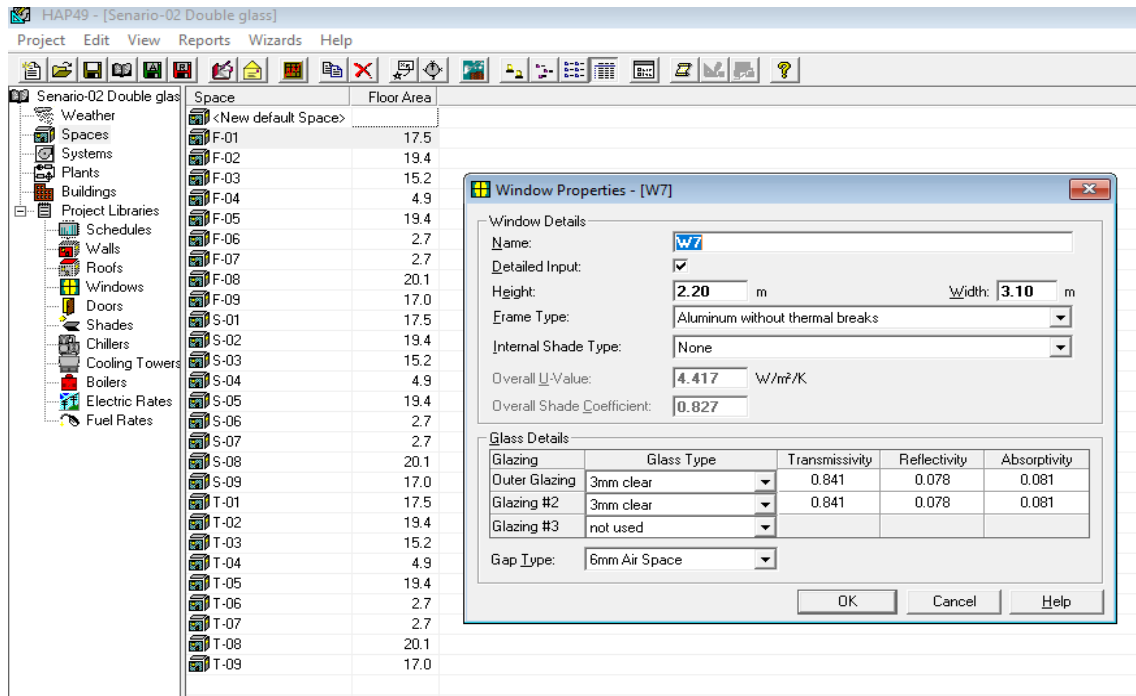 HAP49 - [Senario-02 Double glass]
Project Edit View Reports Wizards Help
Senario-02 Double glas
Weather
Spaces
Systems
Plants
Buildings
Project Libraries
Schedules
Walls
Roofs
Windows
Doors
Shades
Chillers
Cooling Towers
Boilers
Electric Rates
Fuel Rates
Space Floor Area
<New default Space>
F-01 17.5
F-02 19.4
F-03 15.2
F-04 4.9
F-05 19.4
F-06 2.7
F-07 2.7
F-08 20.1
F-09 17.0
S-01 17.5
S-02 19.4
S-03 15.2
S-04 4.9
S-05 19.4
S-06 2.7
S-07 2.7
S-08 20.1
S-09 17.0
T-01 17.5
T-02 19.4
T-03 15.2
T-04 4.9
T-05 19.4
T-06 2.7
T-07 2.7
T-08 20.1
T-09 17.0
Window Properties - [W7]
Window Details
Name: W7
Detailed Input:
Height: 2.20 m Width: 3.10 m
Frame Type: Aluminum without thermal breaks
Internal Shade Type: None
Overall U-Value: 4.417 W/m²/K
Overall Shade Coefficient: 0.827
Glass Details
Glazing Glass Type Transmissivity Reflectivity Absorptivity
Outer Glazing 3mm clear 0.841 0.078 0.081
Glazing #2 3mm clear 0.841 0.078 0.081
Glazing #3 not used
Gap Type: 6mm Air Space
OK Cancel Help